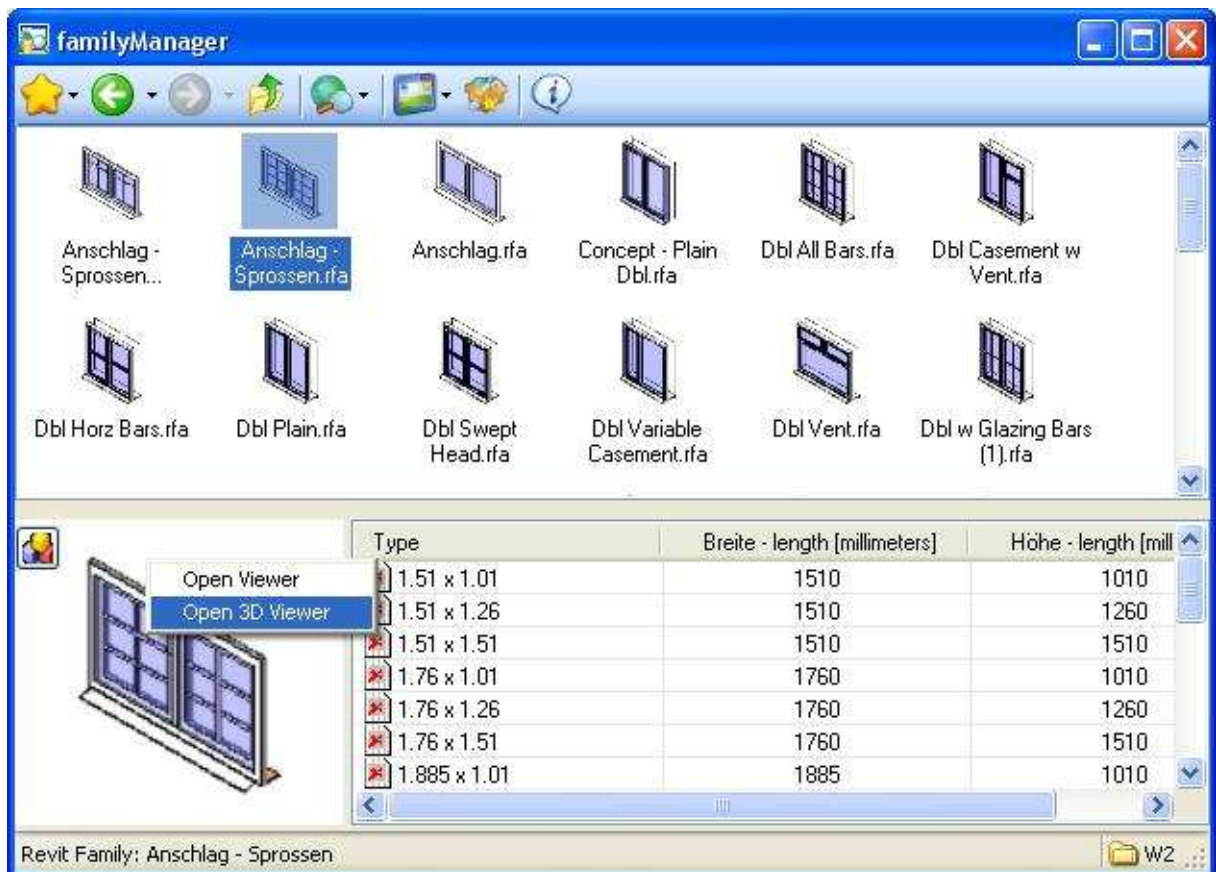 familyManager
Anschlag -
Sprossen...
Anschlag -
Sprossen.rfa
Anschlag.rfa
Concept - Plain
Dbl.rfa
Dbl All Bars.rfa
Dbl Casement w
Vent.rfa
Dbl Horz Bars.rfa
Dbl Plain.rfa
Dbl Swept
Head.rfa
Dbl Variable
Casement.rfa
Dbl Vent.rfa
Dbl w Glazing Bars
(1).rfa
Open Viewer
Open 3D Viewer
Type Breite - length [millimeters] Höhe - length [mill
1.51 x 1.01 1510 1010
1.51 x 1.26 1510 1260
1.51 x 1.51 1510 1510
1.76 x 1.01 1760 1010
1.76 x 1.26 1760 1260
1.76 x 1.51 1760 1510
1.885 x 1.01 1885 1010
Revit Family: Anschlag - Sprossen W2